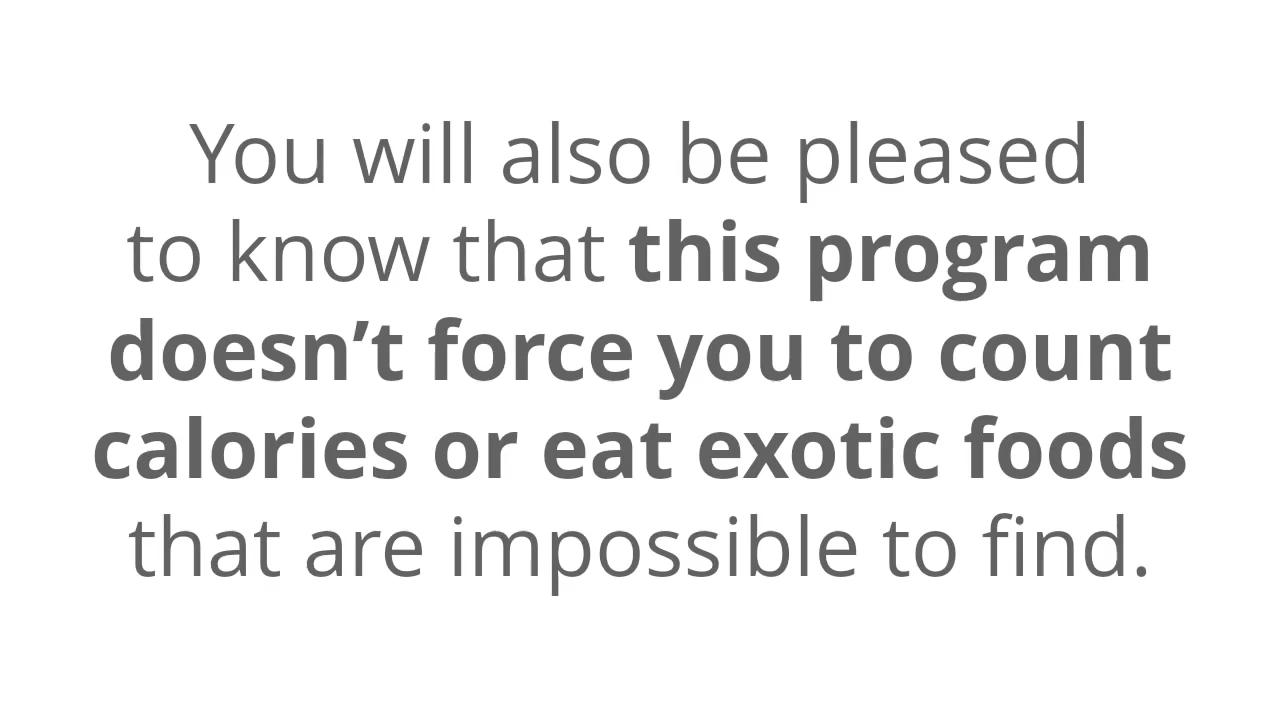 You will also be pleased
to know that this program
doesn’t force you to count
calories or eat exotic foods
that are impossible to find.